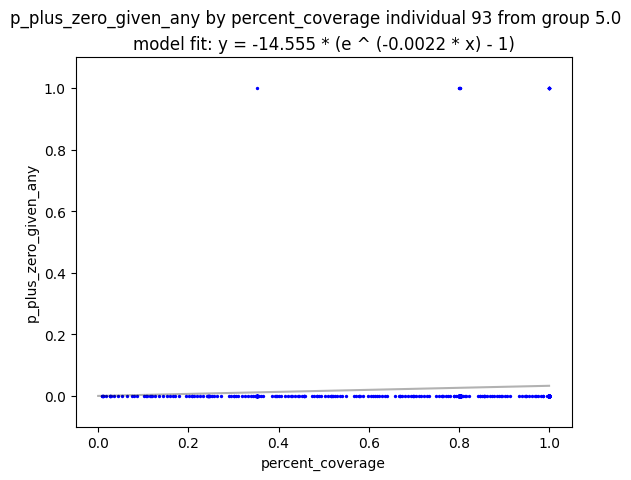 p_plus_zero_given_any by percent_coverage individual 93 from group 5.0
model fit: y = -14.555 * (e ^ (-0.0022 * x) - 1)
p_plus_zero_given_any
1.0
0.8
0.6
0.4
0.2
0.0
0.0 0.2 0.4 0.6 0.8 1.0
percent_coverage